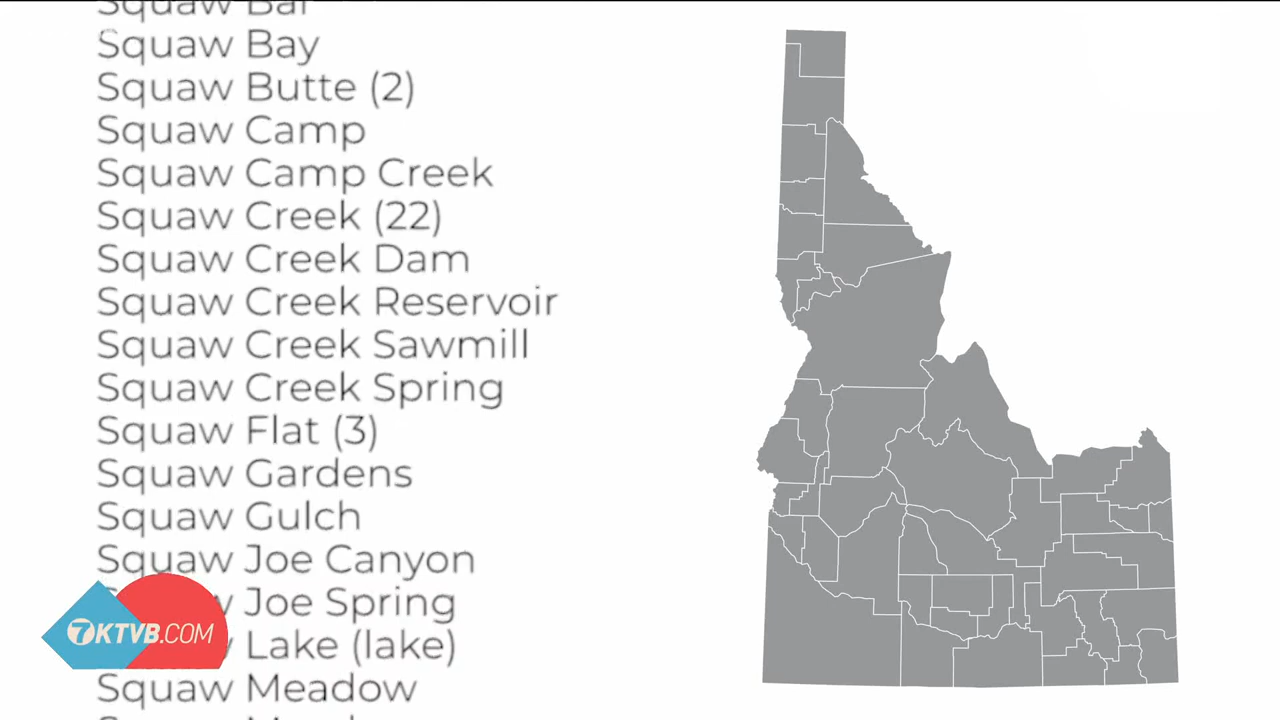 Squaw Bar
Squaw Bay
Squaw Butte (2)
Squaw Camp
Squaw Camp Creek
Squaw Creek (22)
Squaw Creek Dam
Squaw Creek Reservoir
Squaw Creek Sawmill
Squaw Creek Spring
Squaw Flat (3)
Squaw Gardens
Squaw Gulch
Squaw Joe Canyon
Joe Spring
Lake (lake)
Squaw Meadow
7KTVB.COM